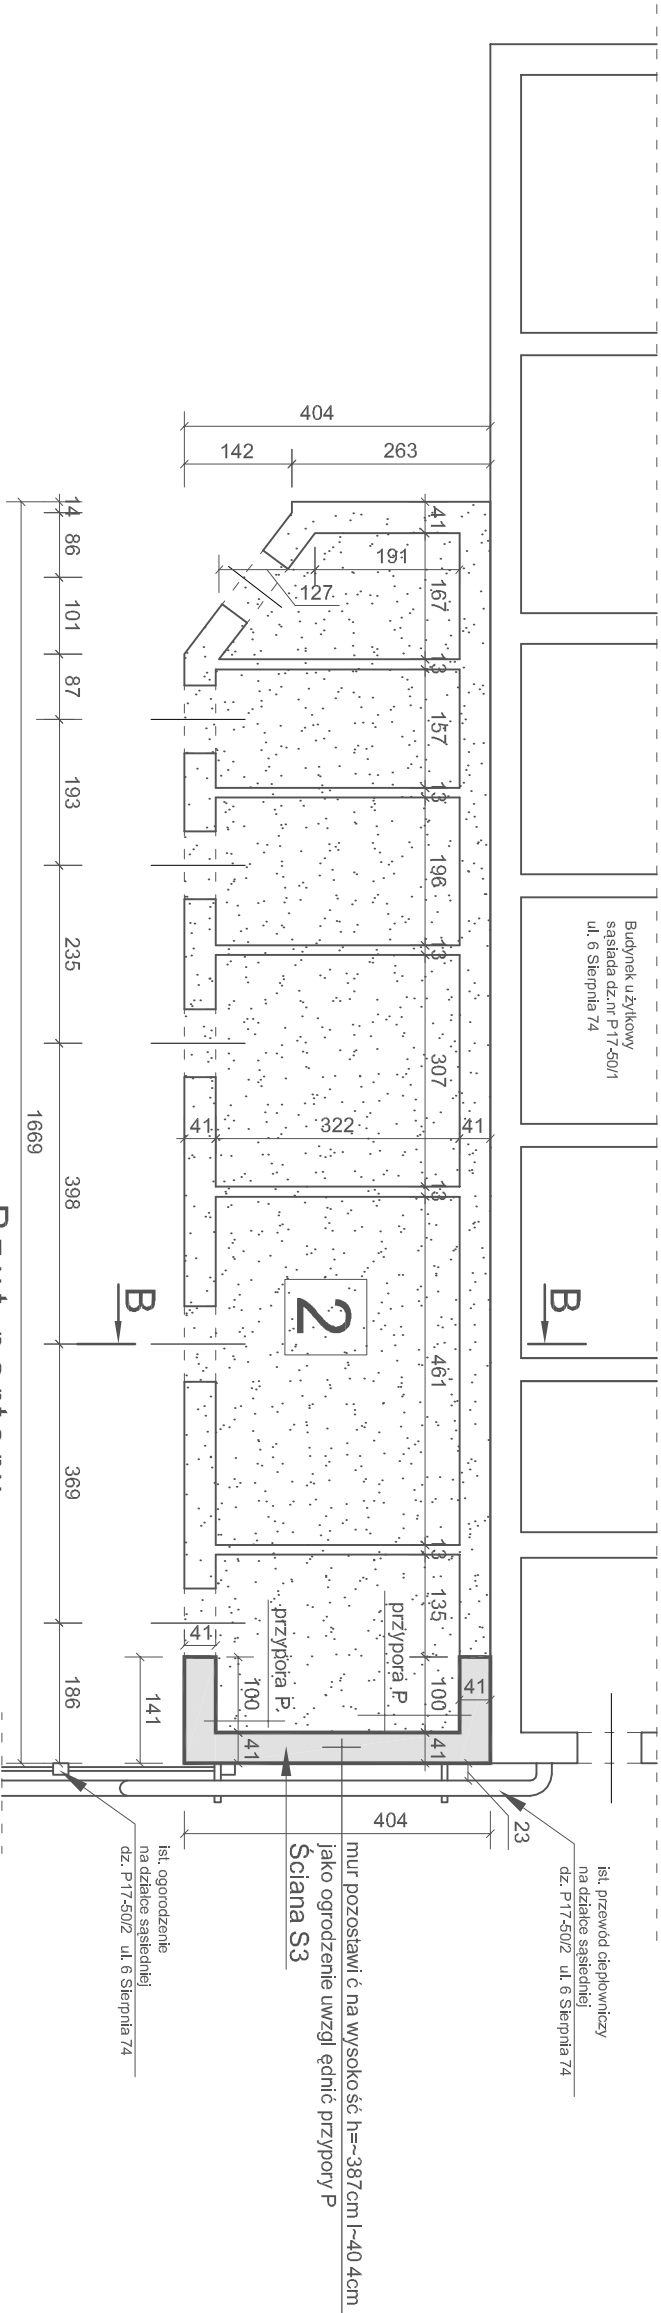 Budynek użytkowy
sąsiada dz.nr P17-50/1
ul. 6 Sierpnia 74
404
142
263
14
86
101
87
193
235
398
369
186
1669
41
167
13
157
13
196
13
307
13
461
13
135
191
127
41
322
41
B
B
2
przypora P
przypora P
41
100
41
100
41
41
141
404
23
Ściana S3
mur pozostawić na wysokość h=~387cm l~40 4cm
jako ogrodzenie uwzględnić przypory P
ist. przewód ciepłowniczy
na działce sąsiedniej
dz. P17-50/2 ul. 6 Sierpnia 74
ist. ogorodzenie
na działce sąsiedniej
dz. P17-50/2 ul. 6 Sierpnia 74